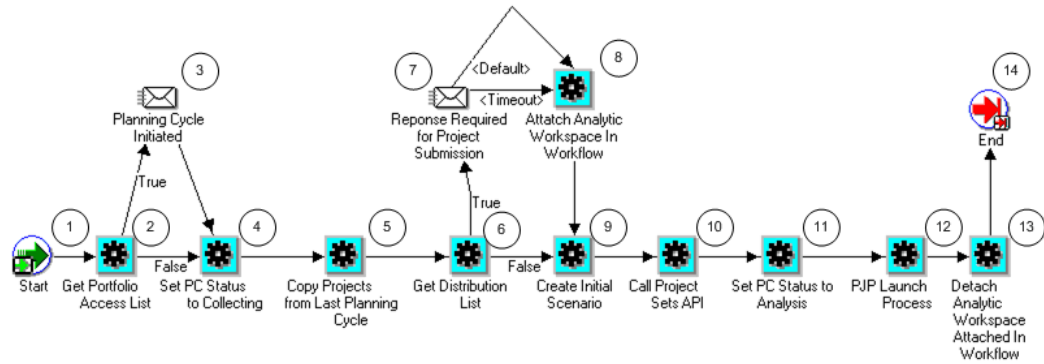 3
7
8
14
<Default>
<Timeout>
Planning Cycle
Initiated
Reponse Required
for Project
Submission
Attatch Analytic
Workspace In
Workflow
End
True
True
1
2
4
5
6
9
10
11
12
13
False
False
Start
Get Portfolio
Access List
Set PC Status
to Collecting
Copy Projects
from Last Planning
Cycle
Get Distribution
List
Create Initial
Scenario
Call Project
Sets API
Set PC Status to
Analysis
PJP Launch
Process
Detach
Analytic
Workspace
Attached In
Workflow